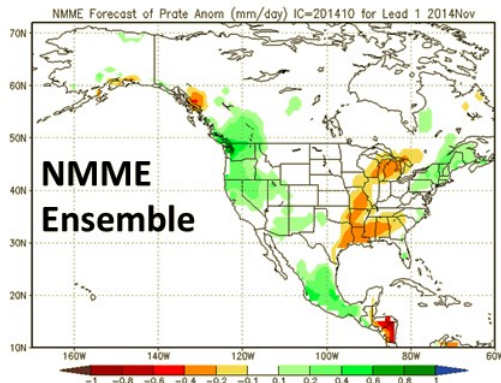 NMME Forecast of Prate Anom (mm/day) IC=201410 for Lead 1 2014Nov
70N
60N
50N
40N
30N
20N
10N
NMME
Ensemble
160W 140W 120W 100W 80W 60W
-1 -0.8 -0.6 -0.4 -0.2 -0.1 0.1 0.2 0.4 0.6 0.8 1